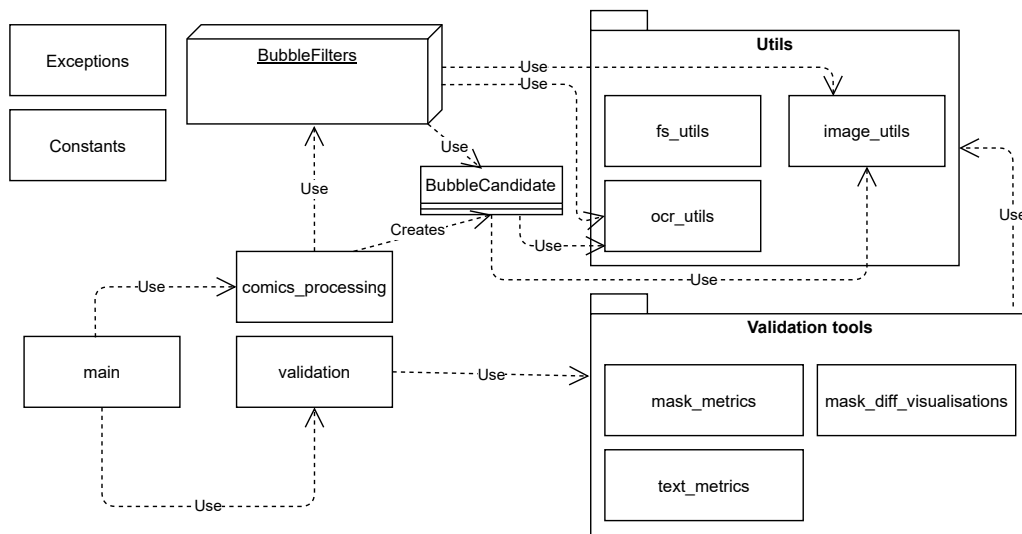 Exceptions
Constants
BubbleFilters
Use
Use
Utils
fs_utils
image_utils
Use
BubbleCandidate
ocr_utils
Use
Creates
Use
Use
Use
comics_processing
Use
Use
main
validation
Use
Validation tools
mask_metrics
mask_diff_visualisations
text_metrics
Use